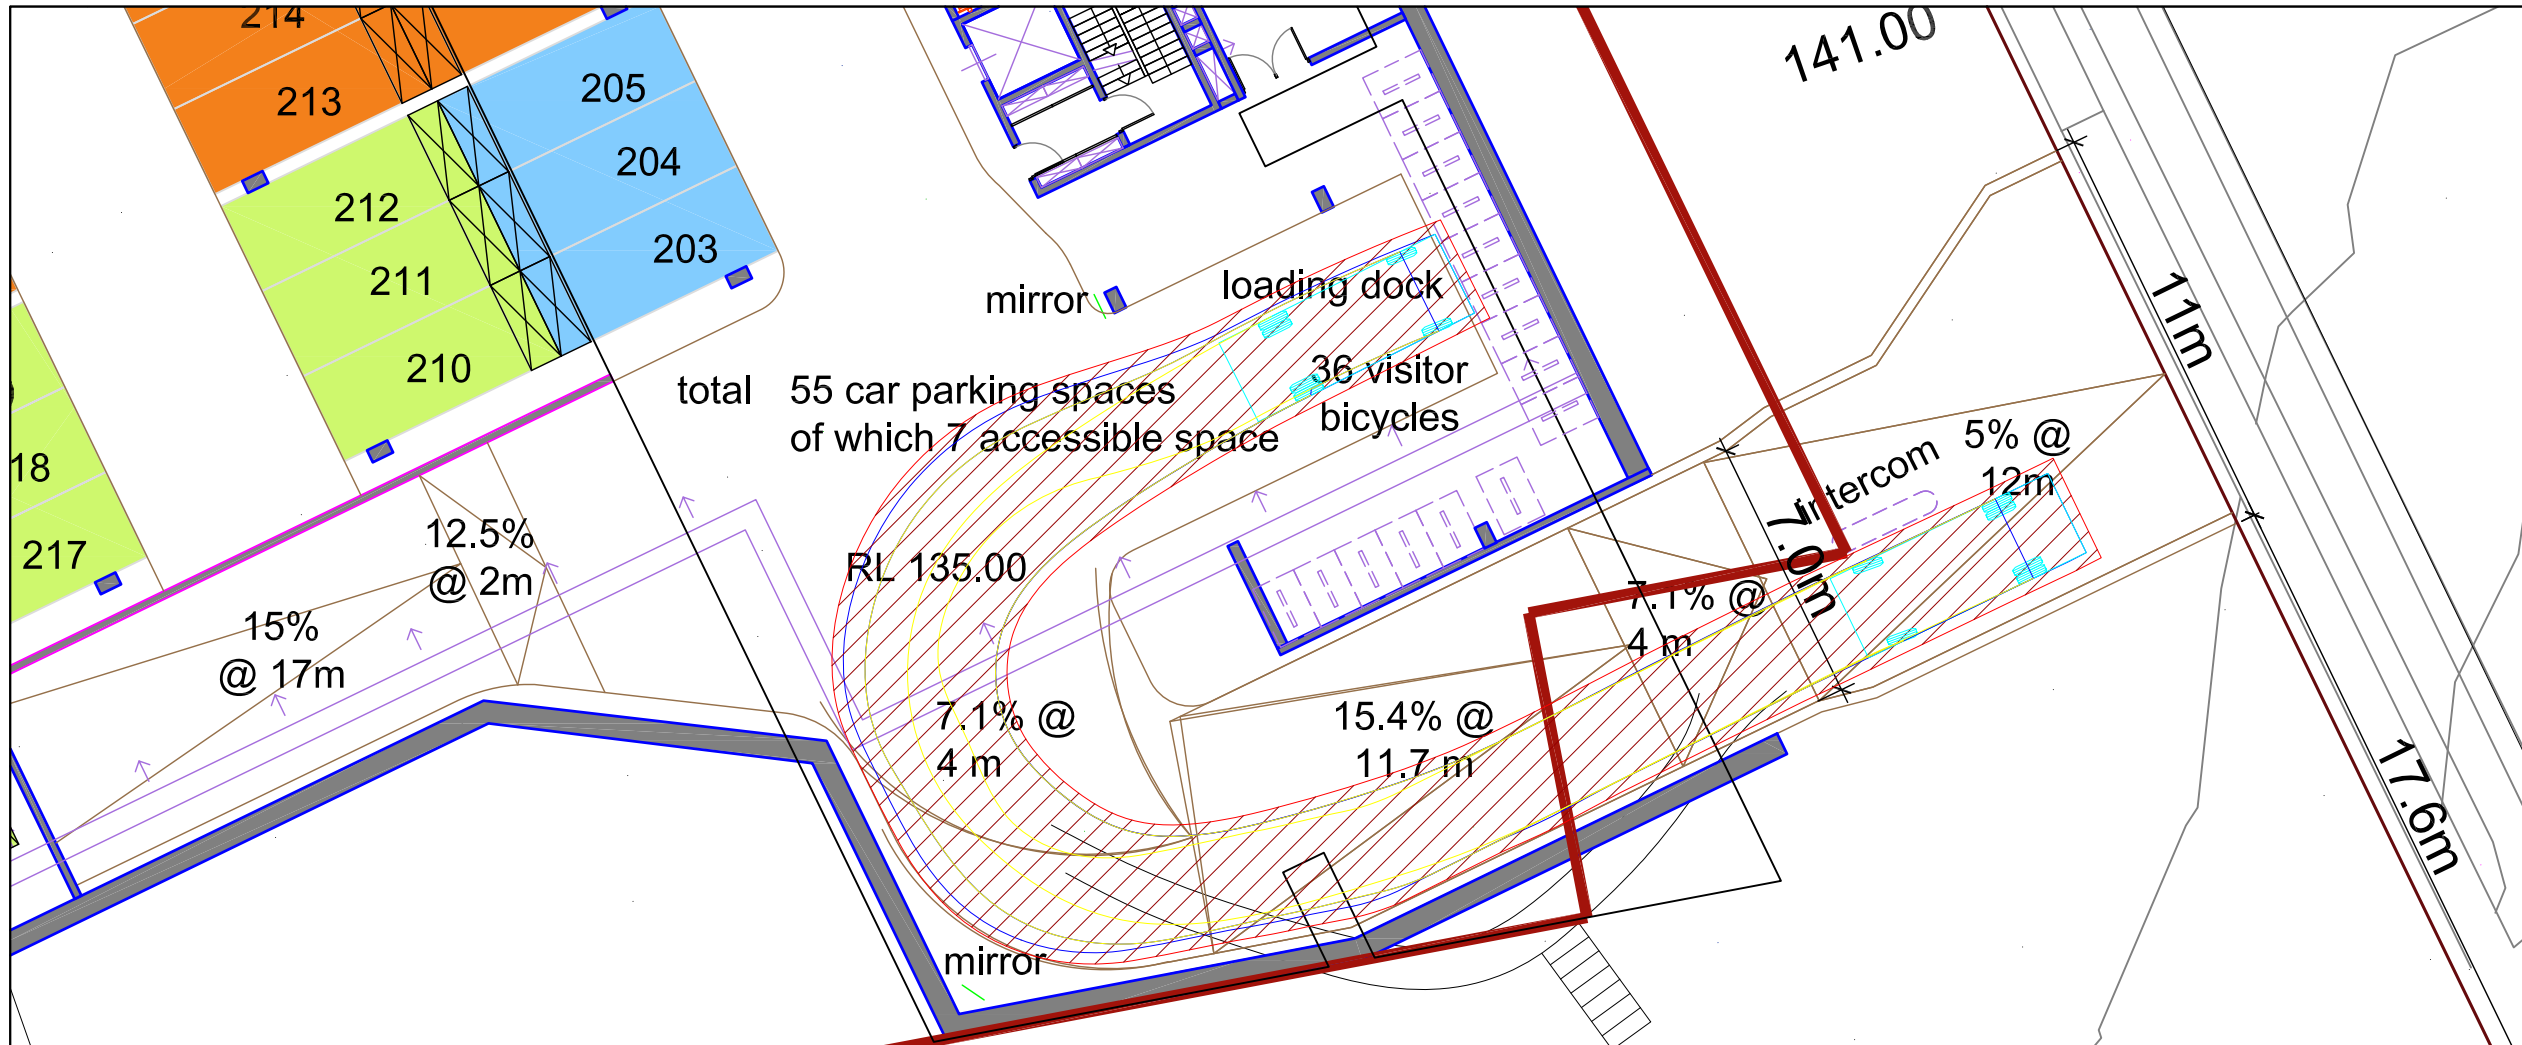 214
213
205
204
203
212
211
210
18
217
141.00
mirror
loading dock
36 visitor
bicycles
total 55 car parking spaces
of which 7 accessible space
11m
5% @
12m
intercom
7.0m
12.5%
@ 2m
15%
@ 17m
RL 135.00
7.1% @
4 m
7.1% @
4 m
15.4% @
11.7 m
17.6m
mirror